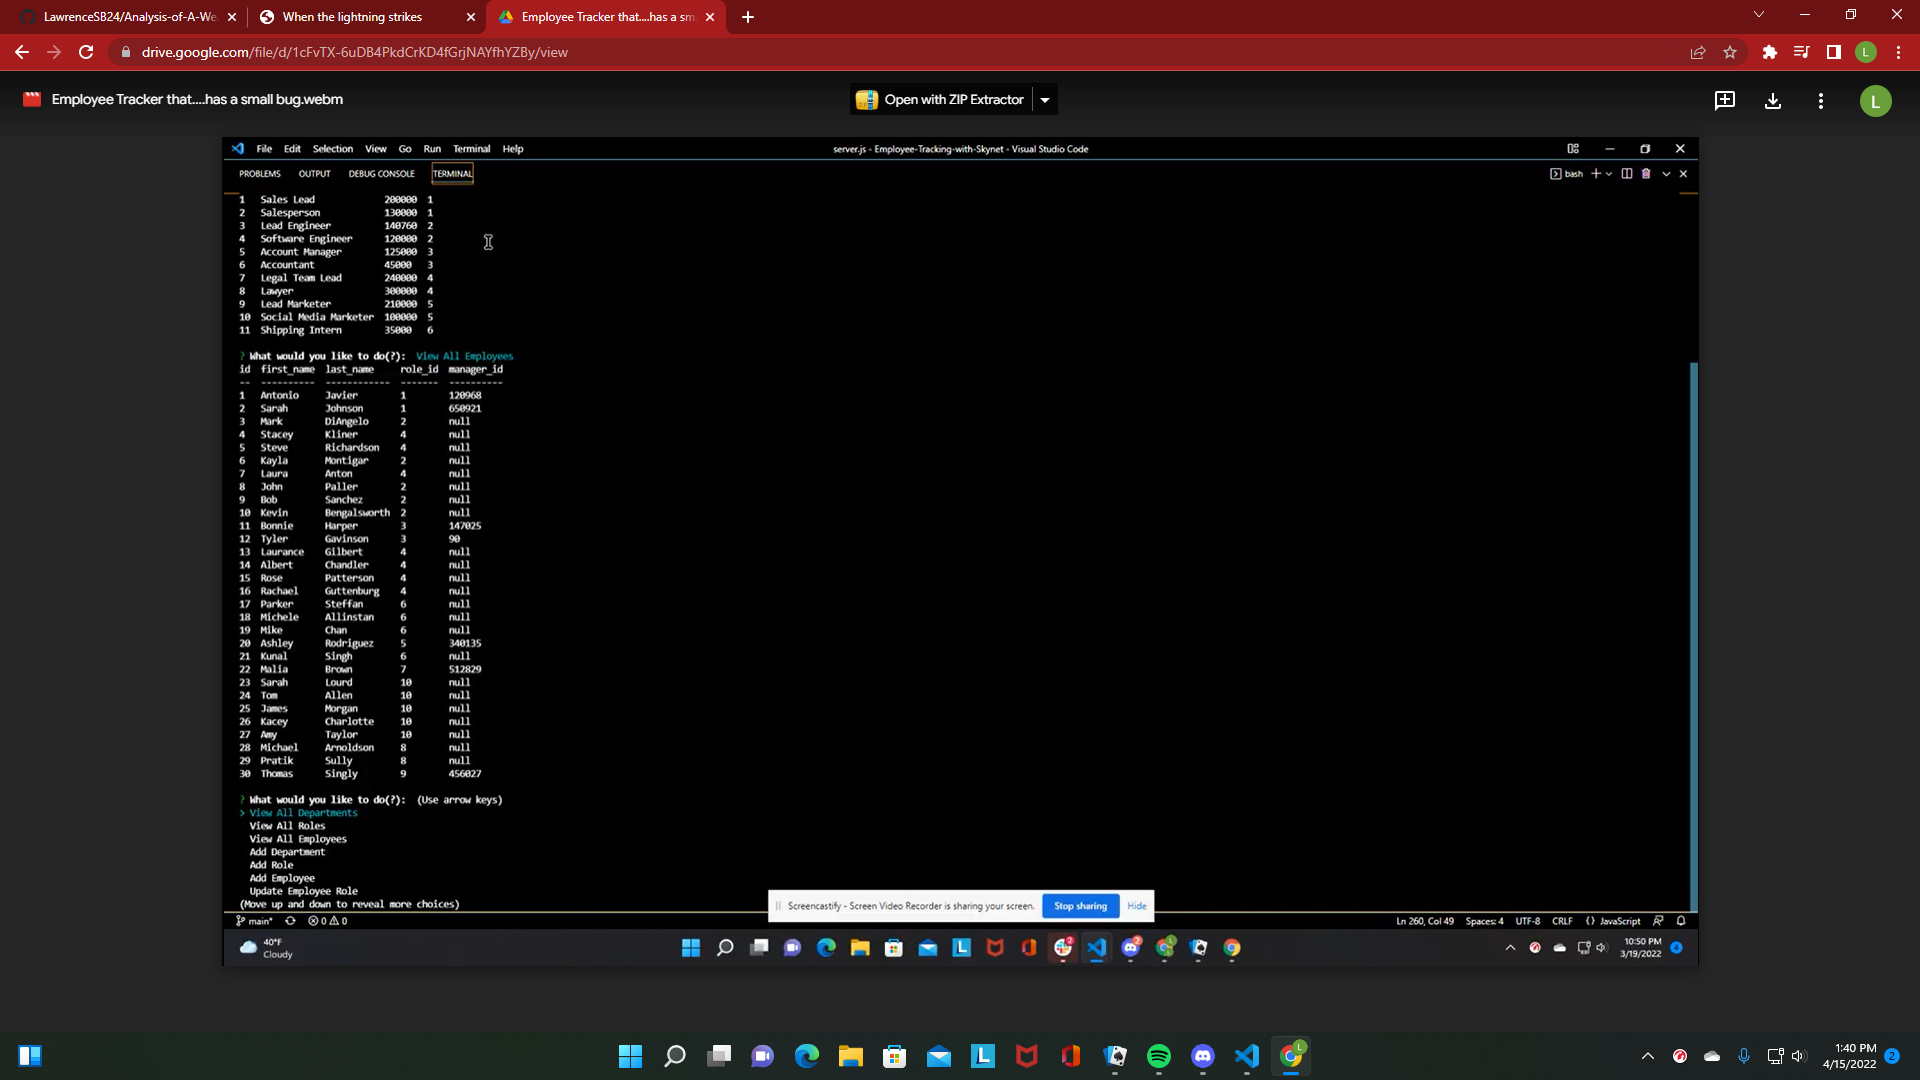 LawrenceSB24/Analysis-of-A-We
When the lightning strikes
Employee Tracker that....has a sm
drive.google.com/file/d/1cFvTX-6uDB4PkdCrKD4fGrjNAYfhYZBy/view
L
Employee Tracker that....has a small bug.webm
Open with ZIP Extractor
L
File Edit Selection View Go Run Terminal Help
server.js - Employee-Tracking-with-Skynet - Visual Studio Code
PROBLEMS OUTPUT DEBUG CONSOLE TERMINAL
bash
1 Sales Lead 200000 1
2 Salesperson 130000 1
3 Lead Engineer 140760 2
4 Software Engineer 120000 2
5 Account Manager 125000 3
6 Accountant 45000 3
7 Legal Team Lead 240000 4
8 Lawyer 300000 4
9 Lead Marketer 210000 5
10 Social Media Marketer 100000 5
11 Shipping Intern 35000 6
? What would you like to do(?): View All Employees
id first_name last_name role_id manager_id
-- ---------- ------------ ------- ----------
1 Antonio Javier 1 120968
2 Sarah Johnson 1 650921
3 Mark DiAngelo 2 null
4 Stacey Kliner 4 null
5 Steve Richardson 4 null
6 Kayla Montigar 2 null
7 Laura Anton 4 null
8 John Paller 2 null
9 Bob Sanchez 2 null
10 Kevin Bengalsworth 2 null
11 Bonnie Harper 3 147025
12 Tyler Gavinson 3 90
13 Laurance Gilbert 4 null
14 Albert Chandler 4 null
15 Rose Patterson 4 null
16 Rachael Guttenburg 4 null
17 Parker Steffan 6 null
18 Michele Allinstan 6 null
19 Mike Chan 6 null
20 Ashley Rodriguez 5 340135
21 Kunal Singh 6 null
22 Malia Brown 7 512829
23 Sarah Lourd 10 null
24 Tom Allen 10 null
25 James Morgan 10 null
26 Kacey Charlotte 10 null
27 Amy Taylor 10 null
28 Michael Arnoldson 8 null
29 Pratik Sully 8 null
30 Thomas Singly 9 456027
? What would you like to do(?): (Use arrow keys)
> View All Departments
View All Roles
View All Employees
Add Department
Add Role
Add Employee
Update Employee Role
(Move up and down to reveal more choices)
Screencastify - Screen Video Recorder is sharing your screen. Stop sharing Hide
main* 0 0
Ln 260, Col 49 Spaces: 4 UTF-8 CRLF {} JavaScript
40°F
Cloudy
10:50 PM
3/19/2022
4
1:40 PM
4/15/2022
2